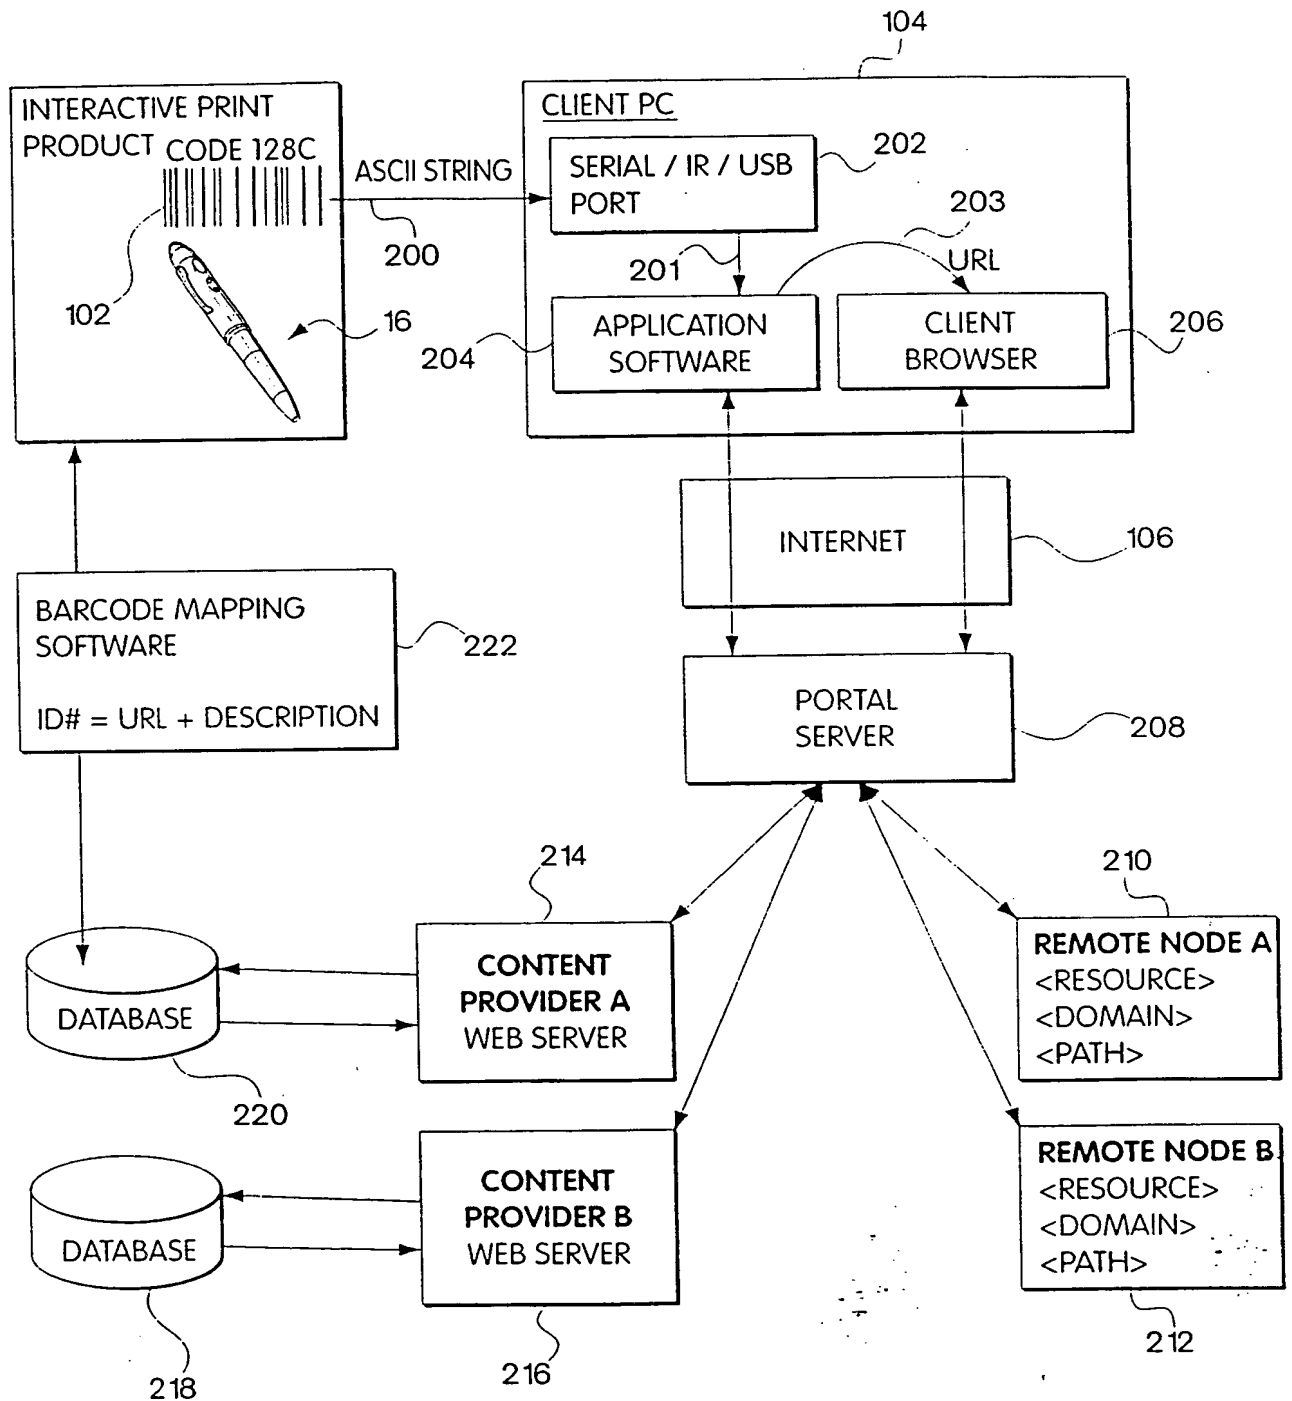 104
INTERACTIVE PRINT
PRODUCT
CODE 128C
102
16
ASCII STRING
200
CLIENT PC
SERIAL / IR / USB
PORT
202
201
203
URL
APPLICATION
SOFTWARE
204
CLIENT
BROWSER
206
INTERNET
106
BARCODE MAPPING
SOFTWARE
ID# = URL + DESCRIPTION
222
PORTAL
SERVER
208
214
CONTENT
PROVIDER A
WEB SERVER
210
REMOTE NODE A
<RESOURCE>
<DOMAIN>
<PATH>
DATABASE
220
CONTENT
PROVIDER B
WEB SERVER
216
REMOTE NODE B
<RESOURCE>
<DOMAIN>
<PATH>
212
DATABASE
218